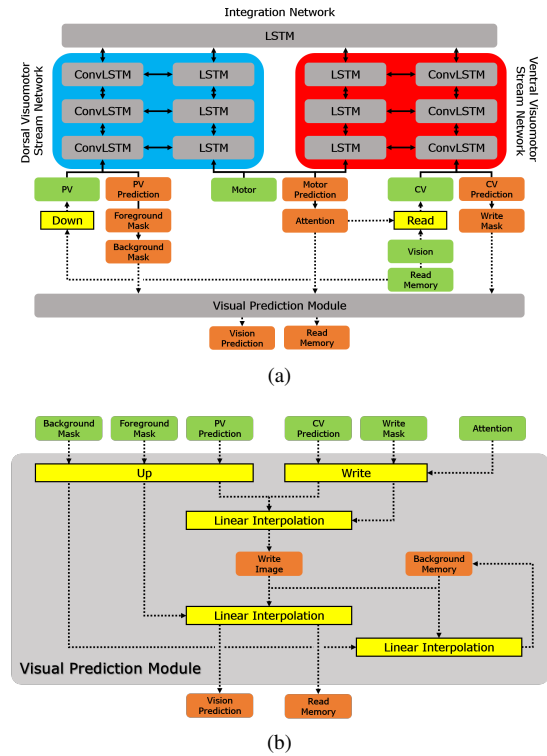 Integration Network
LSTM
Dorsal Visuomotor
Stream Network
ConvLSTM
LSTM
LSTM
ConvLSTM
ConvLSTM
LSTM
LSTM
ConvLSTM
ConvLSTM
LSTM
LSTM
ConvLSTM
Ventral Visuomotor
Stream Network
PV
PV
Prediction
Motor
Motor
Prediction
CV
CV
Prediction
Down
Foreground
Mask
Attention
Read
Write
Mask
Background
Mask
Vision
Read
Memory
Visual Prediction Module
Vision
Prediction
Read
Memory
(a)
Background
Mask
Foreground
Mask
PV
Prediction
CV
Prediction
Write
Mask
Attention
Up
Write
Linear Interpolation
Write
Image
Background
Memory
Linear Interpolation
Linear Interpolation
Visual Prediction Module
Vision
Prediction
Read
Memory
(b)